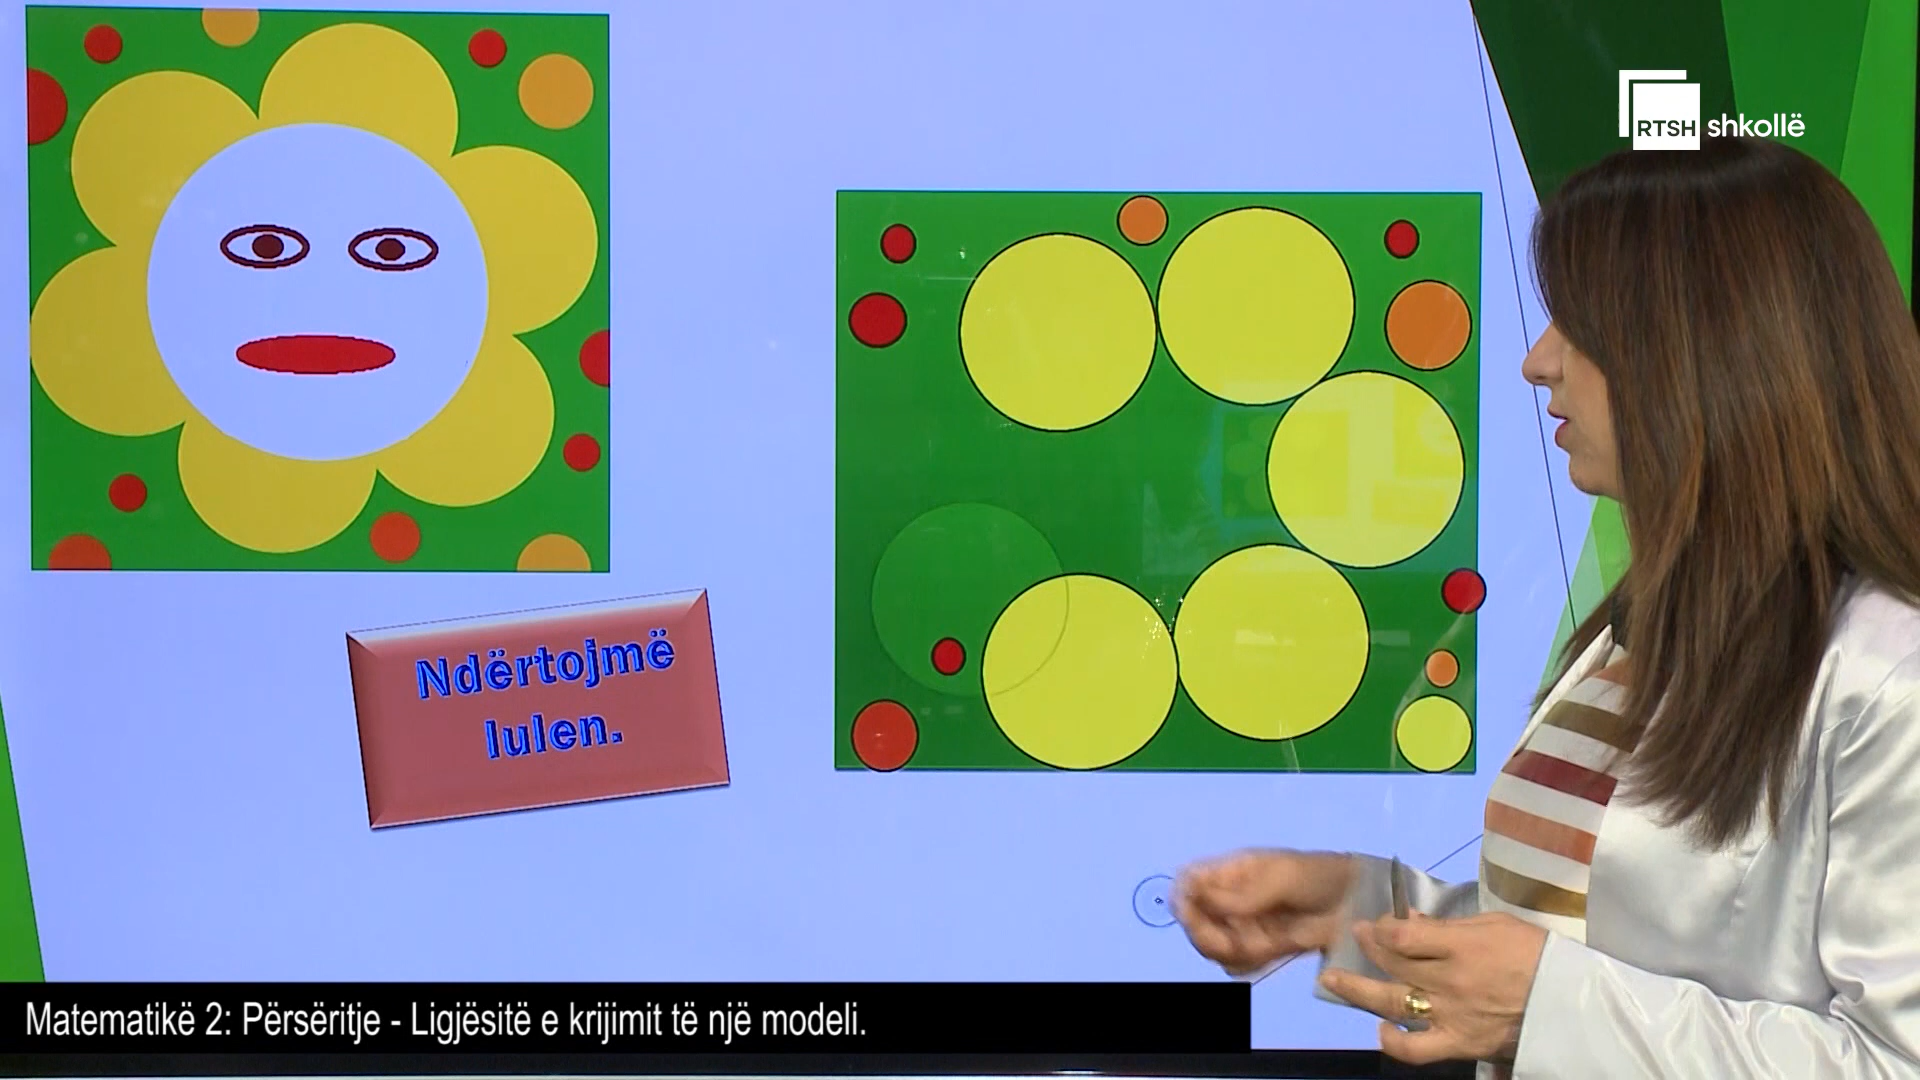 RTSH shkollë
Ndërtojmë
lulen.
Matematikë 2: Përsëritje - Ligjësitë e krijimit të një modeli.